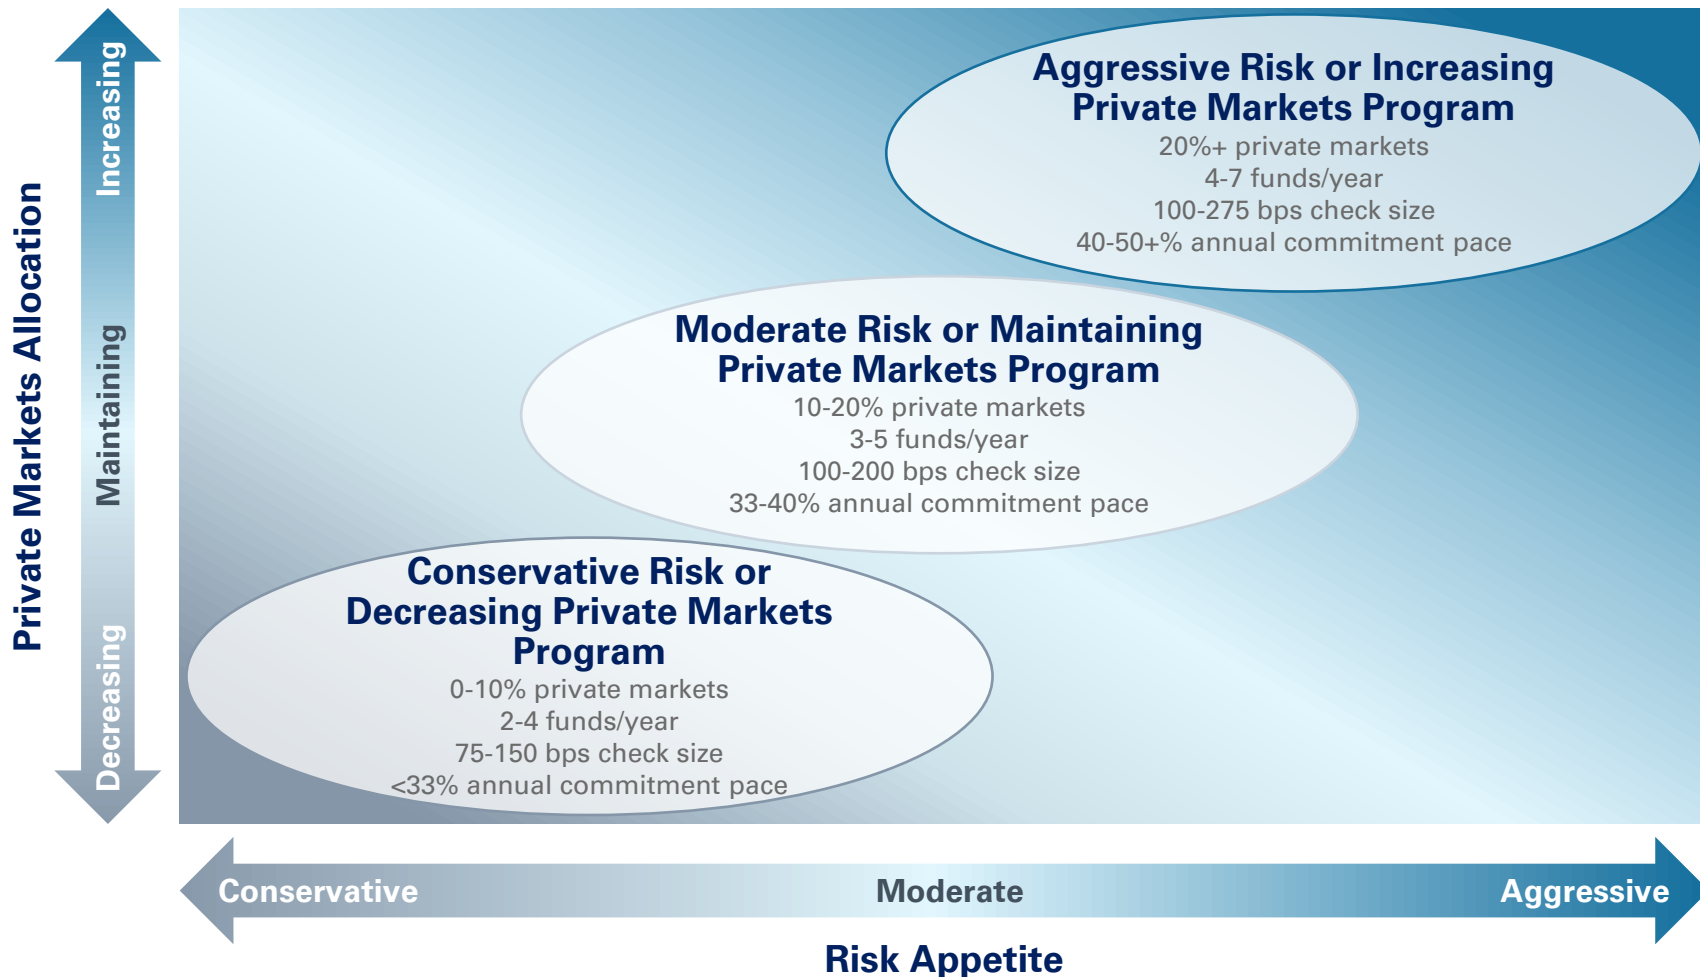 Private Markets Allocation
Increasing
Maintaining
Decreasing
Aggressive Risk or Increasing
Private Markets Program
20%+ private markets
4-7 funds/year
100-275 bps check size
40-50+% annual commitment pace
Moderate Risk or Maintaining
Private Markets Program
10-20% private markets
3-5 funds/year
100-200 bps check size
33-40% annual commitment pace
Conservative Risk or
Decreasing Private Markets
Program
0-10% private markets
2-4 funds/year
75-150 bps check size
<33% annual commitment pace
Conservative
Moderate
Aggressive
Risk Appetite